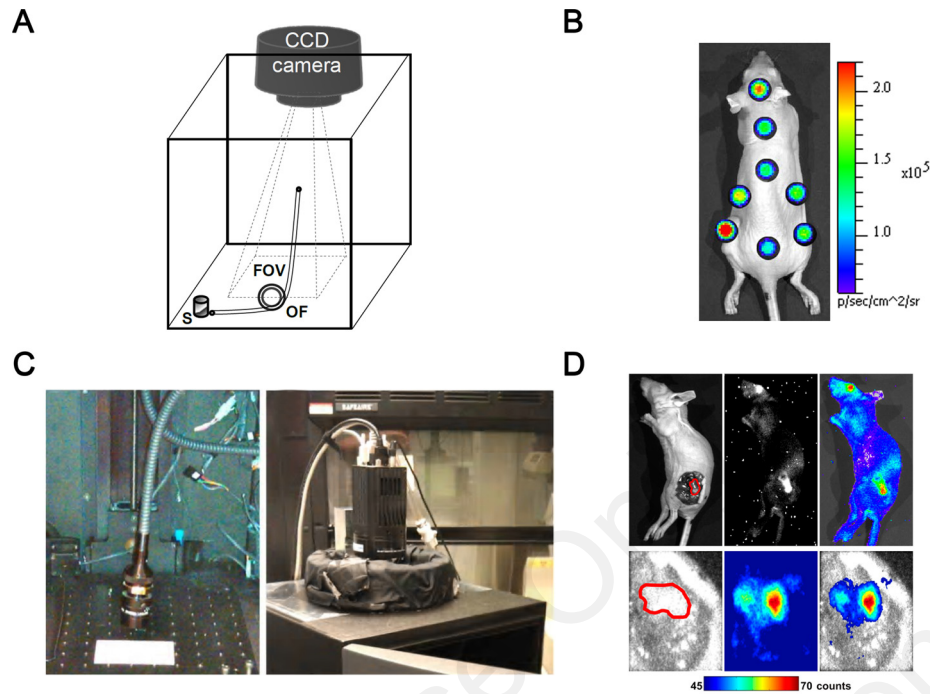 A
CCD
camera
FOV
S
OF
B
2.0
1.5
x10^5
1.0
p/sec/cm^2/sr
C
D
45
70 counts